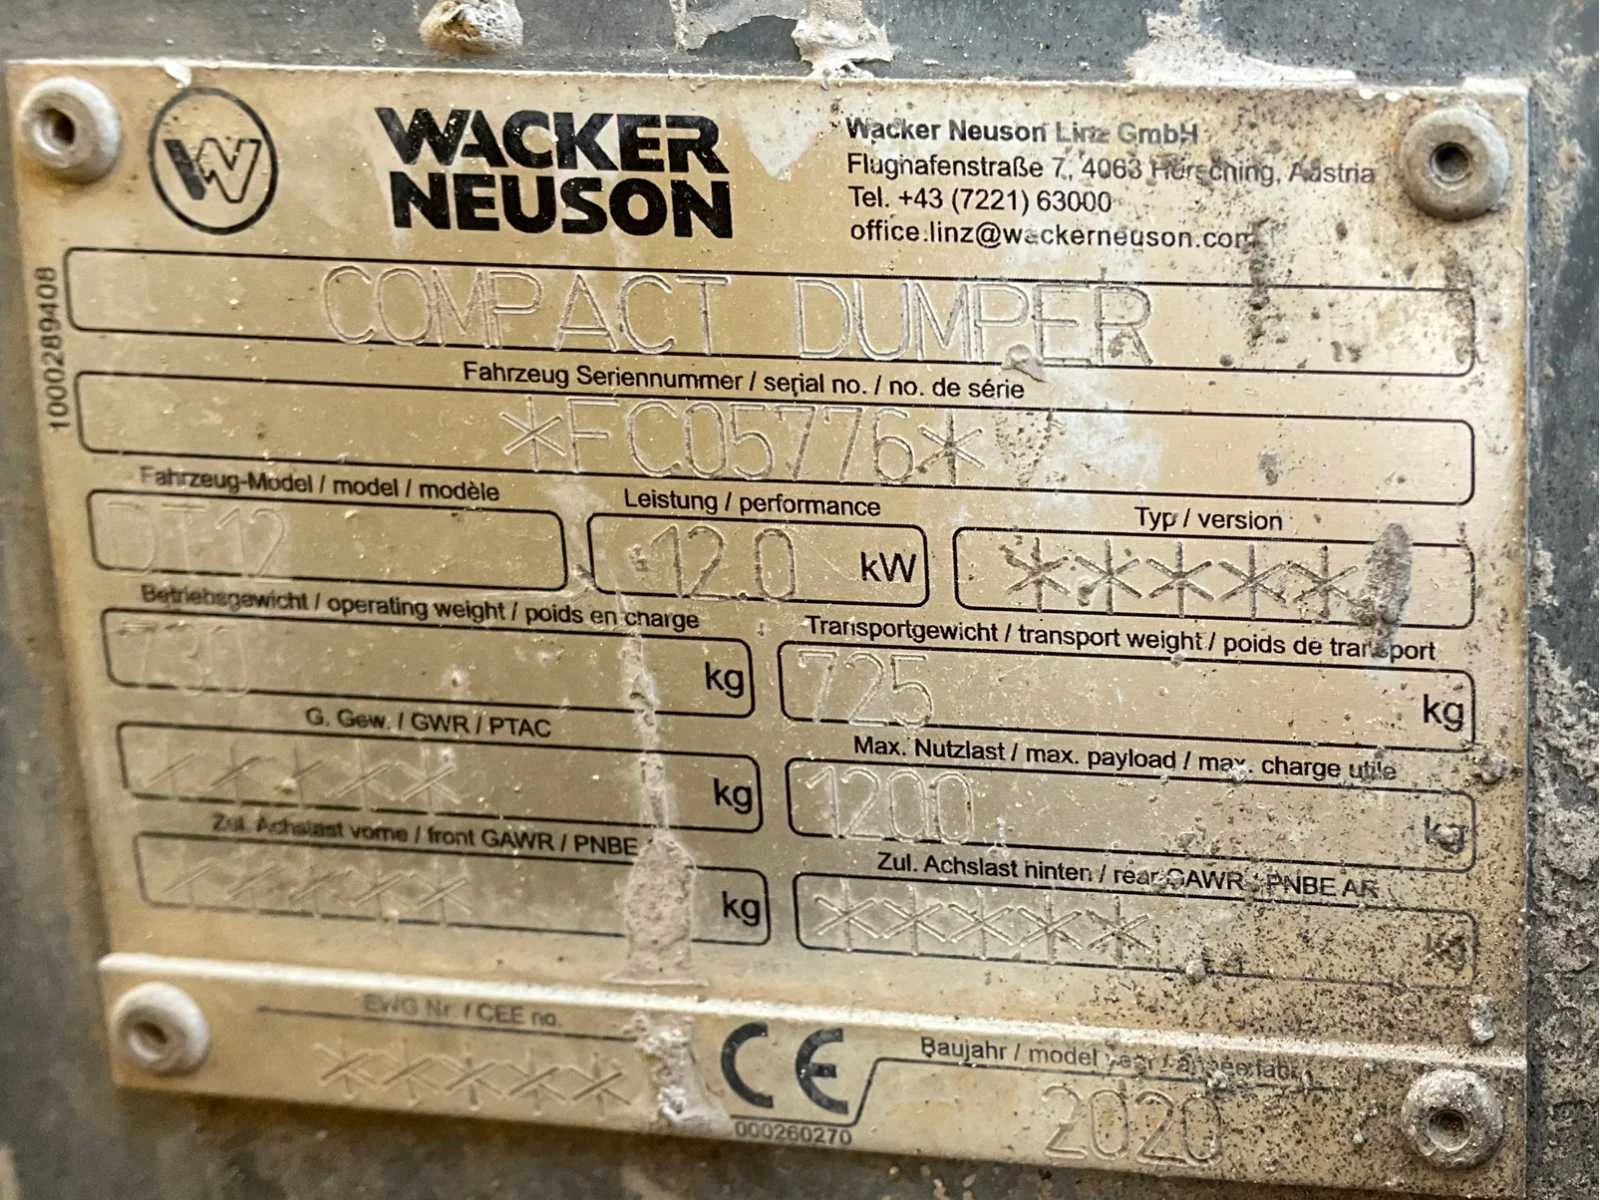 W
WACKER
NEUSON
Wacker Neuson Linz GmbH
Flughafenstraße 7, 4063 Hörsching, Austria
Tel. +43 (7221) 63000
office.linz@wackerneuson.com
1000289408
COMPACT DUMPER
Fahrzeug Seriennummer / serial no. / no. de série
*FC05776*
Fahrzeug-Model / model / modèle
DT12
Leistung / performance
12.0 kW
Typ / version
*****
Betriebsgewicht / operating weight / poids en charge
kg
Transportgewicht / transport weight / poids de transport
725 kg
G. Gew. / GWR / PTAC
***** kg
Max. Nutzlast / max. payload / max. charge utile
1200 kg
Zul. Achslast vorne / front GAWR / PNBE
***** kg
Zul. Achslast hinten / rear GAWR / PNBE AR
***** kg
EWG Nr. / CEE no.
*****
CE
000260270
Baujahr / model year /
2020